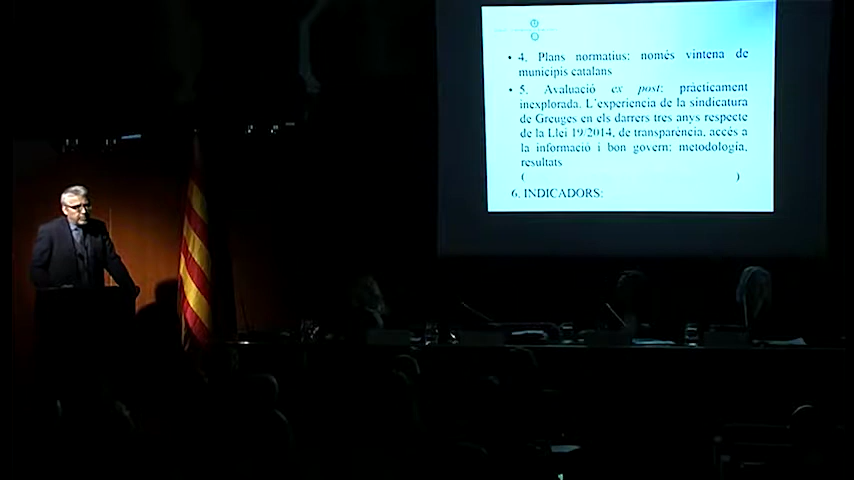 • 4. Plans normatius: només vintena de
municipis catalans
• 5. Avaluació ex post: pràcticament
inexplorada. L'experiencia de la sindicatura
de Greuges en els darrers tres anys respecte
de la Llei 19/2014, de transparència, accés a
la informació i bon govern: metodologia,
resultats
( )
6. INDICADORS: